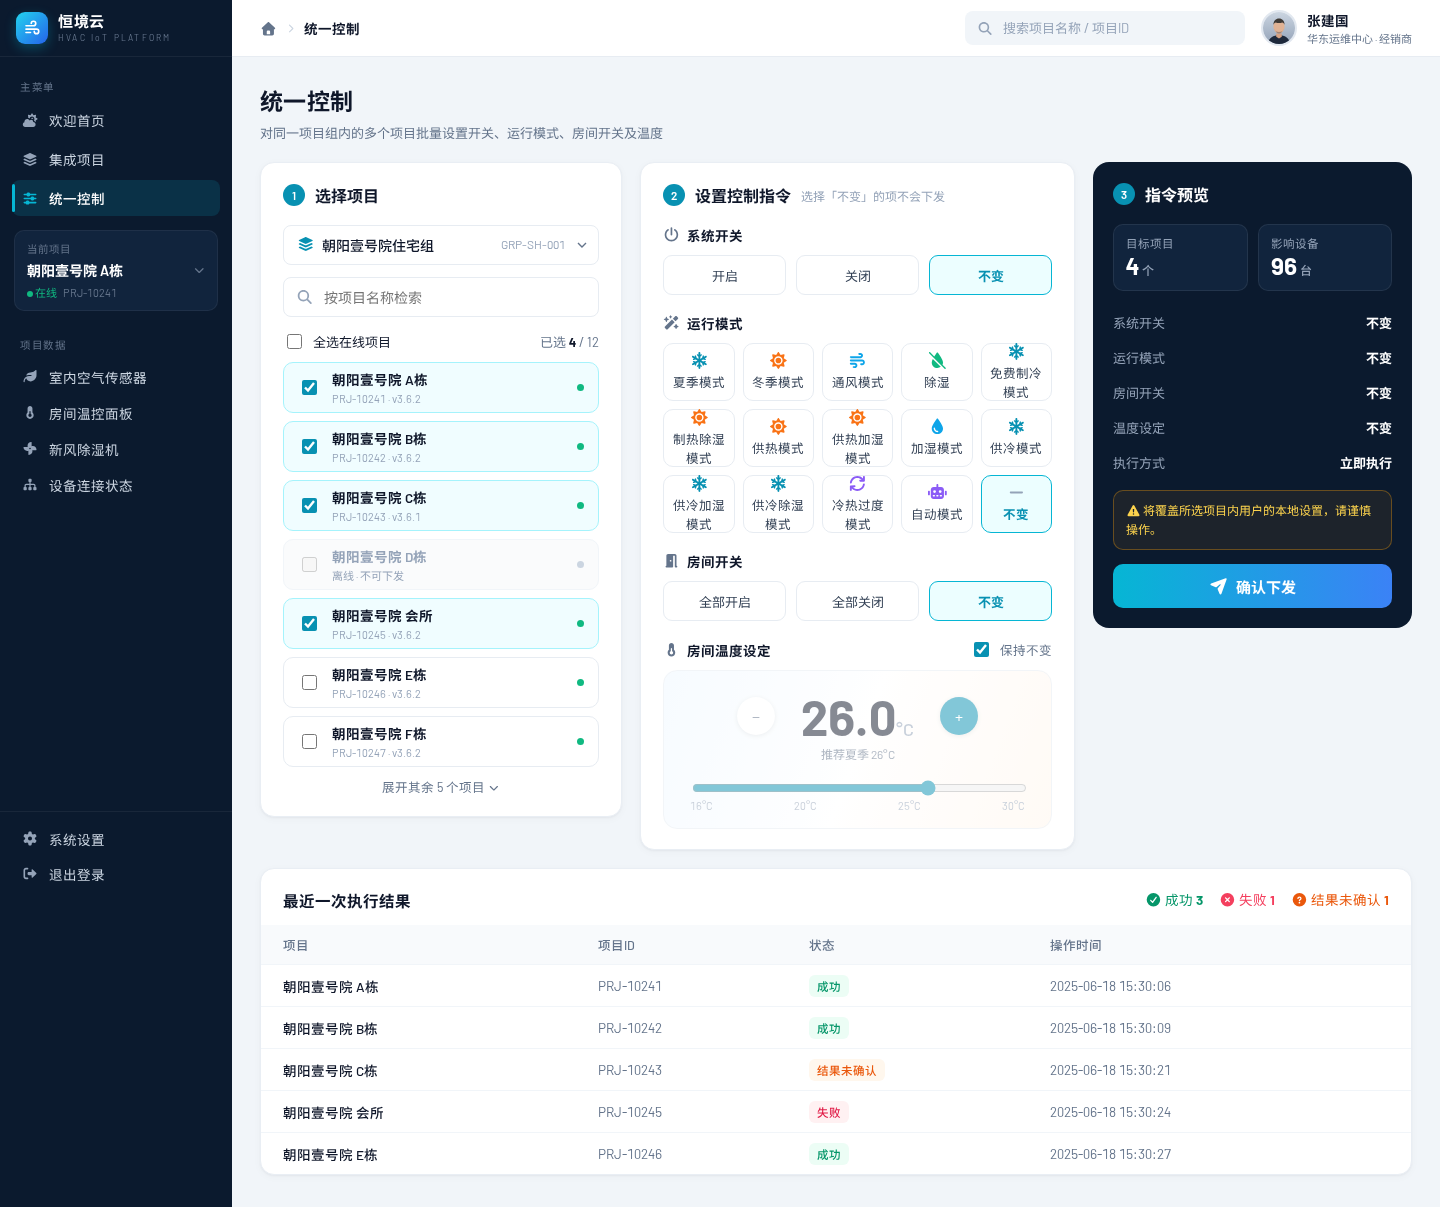 恒境云
HVAC IoT PLATFORM
主菜单
欢迎首页
集成项目
统一控制
当前项目
朝阳壹号院 A栋
在线 PRJ-10241
项目数据
室内空气传感器
房间温控面板
新风除湿机
设备连接状态
系统设置
退出登录
统一控制
搜索项目名称 / 项目ID
张建国
华东运维中心 · 经销商
统一控制
对同一项目组内的多个项目批量设置开关、运行模式、房间开关及温度
1 选择项目
朝阳壹号院住宅组 GRP-SH-001
按项目名称检索
全选在线项目 已选 4 / 12
朝阳壹号院 A栋
PRJ-10241 · v3.6.2
朝阳壹号院 B栋
PRJ-10242 · v3.6.2
朝阳壹号院 C栋
PRJ-10243 · v3.6.1
朝阳壹号院 D栋
离线 · 不可下发
朝阳壹号院 会所
PRJ-10245 · v3.6.2
朝阳壹号院 E栋
PRJ-10246 · v3.6.2
朝阳壹号院 F栋
PRJ-10247 · v3.6.2
展开其余 5 个项目
2 设置控制指令 选择「不变」的项不会下发
系统开关
开启 关闭 不变
运行模式
夏季模式 冬季模式 通风模式 除湿 免费制冷模式
制热除湿模式 供热模式 供热加湿模式 加湿模式 供冷模式
供冷加湿模式 供冷除湿模式 冷热过度模式 自动模式 不变
房间开关
全部开启 全部关闭 不变
房间温度设定 保持不变
− 26.0°C +
推荐夏季 26°C
16°C 20°C 25°C 30°C
3 指令预览
目标项目 影响设备
4 个 96 台
系统开关 不变
运行模式 不变
房间开关 不变
温度设定 不变
执行方式 立即执行
将覆盖所选项目内用户的本地设置，请谨慎
操作。
确认下发
最近一次执行结果 成功 3 失败 1 结果未确认 1
项目 项目ID 状态 操作时间
朝阳壹号院 A栋 PRJ-10241 成功 2025-06-18 15:30:06
朝阳壹号院 B栋 PRJ-10242 成功 2025-06-18 15:30:09
朝阳壹号院 C栋 PRJ-10243 结果未确认 2025-06-18 15:30:21
朝阳壹号院 会所 PRJ-10245 失败 2025-06-18 15:30:24
朝阳壹号院 E栋 PRJ-10246 成功 2025-06-18 15:30:27